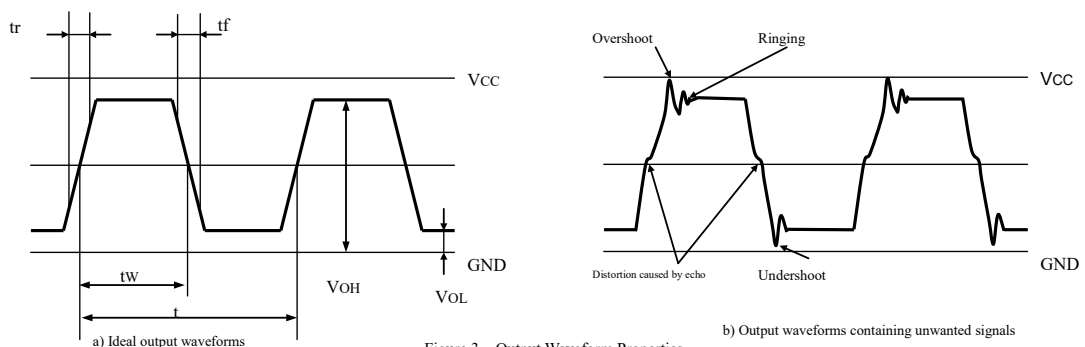 tr
tf
VCC
GND
tw
VOH
VOL
t
a) Ideal output waveforms
Overshoot
Ringing
VCC
GND
Distortion caused by echo
Undershoot
b) Output waveforms containing unwanted signals